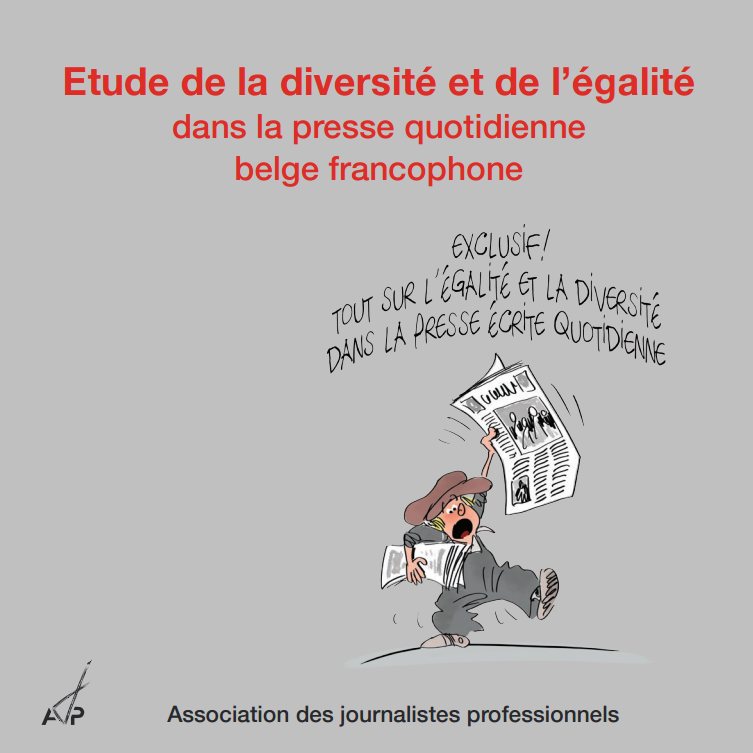 Etude de la diversité et de l'égalité
dans la presse quotidienne
belge francophone
EXCLUSIF!
TOUT SUR L'ÉGALITÉ ET LA DIVERSITÉ
DANS LA PRESSE ÉCRITE QUOTIDIENNE
AJP
Association des journalistes professionnels